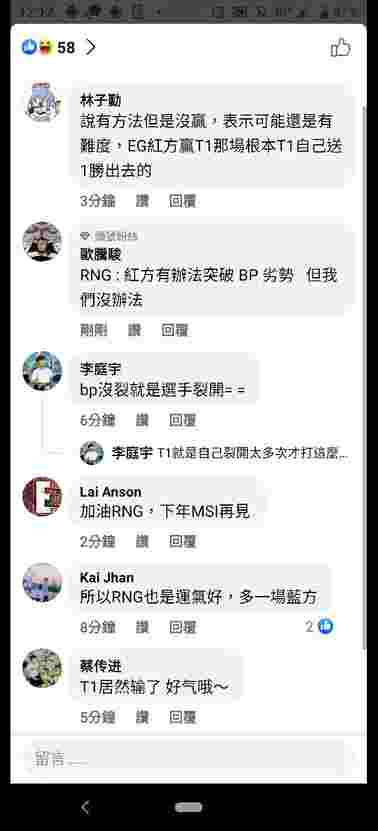 12:12
58
林子勤
說有方法但是沒贏，表示可能還是有
難度，EG紅方贏T1那場根本T1自己送
1勝出去的
3分鐘 讚 回覆
頭號粉絲
歐騰駿
RNG : 紅方有辦法突破 BP 劣勢 但我
們沒辦法
剛剛 讚 回覆
李庭宇
bp沒裂就是選手裂開= =
6分鐘 讚 回覆
李庭宇 T1就是自己裂開太多次才打這麼...
Lai Anson
加油RNG，下年MSI再見
2分鐘 讚 回覆
Kai Jhan
所以RNG也是運氣好，多一場藍方
8分鐘 讚 回覆 2
蔡传进
T1居然输了 好气哦～
5分鐘 讚 回覆
留言......